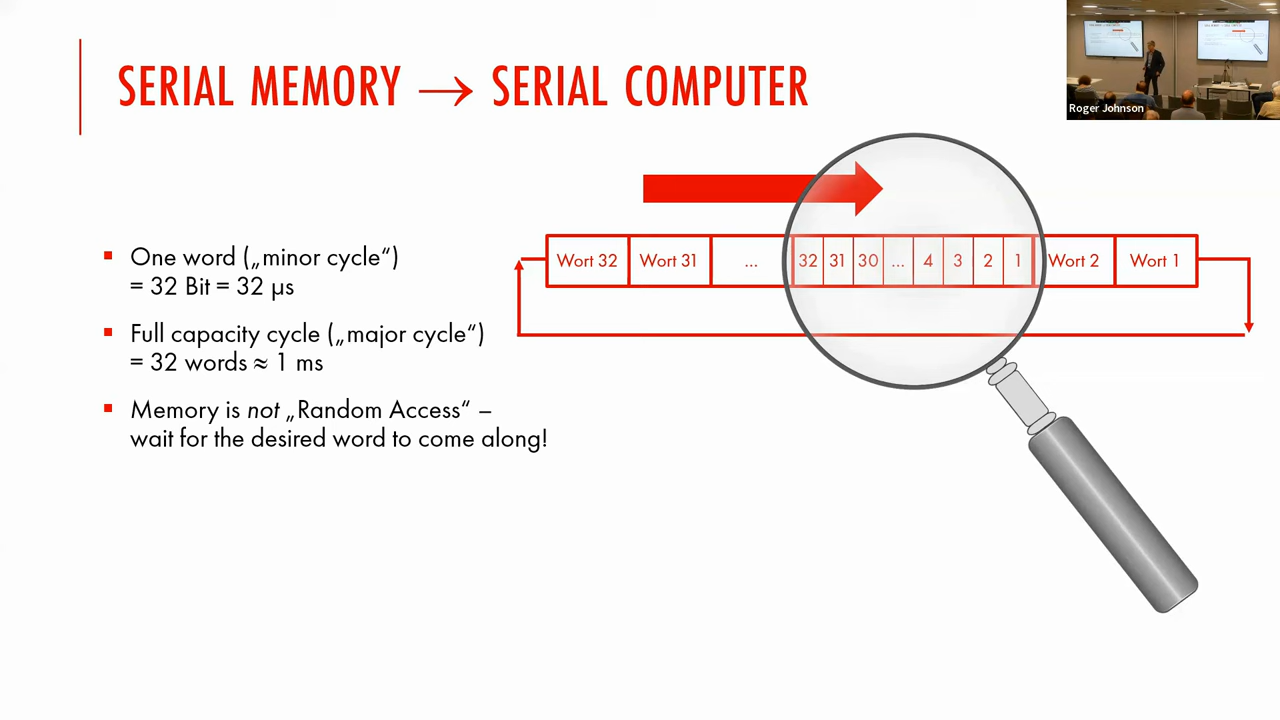 SERIAL MEMORY → SERIAL COMPUTER
Roger Johnson
▪ One word („minor cycle“)
= 32 Bit = 32 µs
▪ Full capacity cycle („major cycle“)
= 32 words ≈ 1 ms
▪ Memory is not „Random Access“ –
wait for the desired word to come along!
Wort 32 Wort 31 ... 32 31 30 ... 4 3 2 1 Wort 2 Wort 1